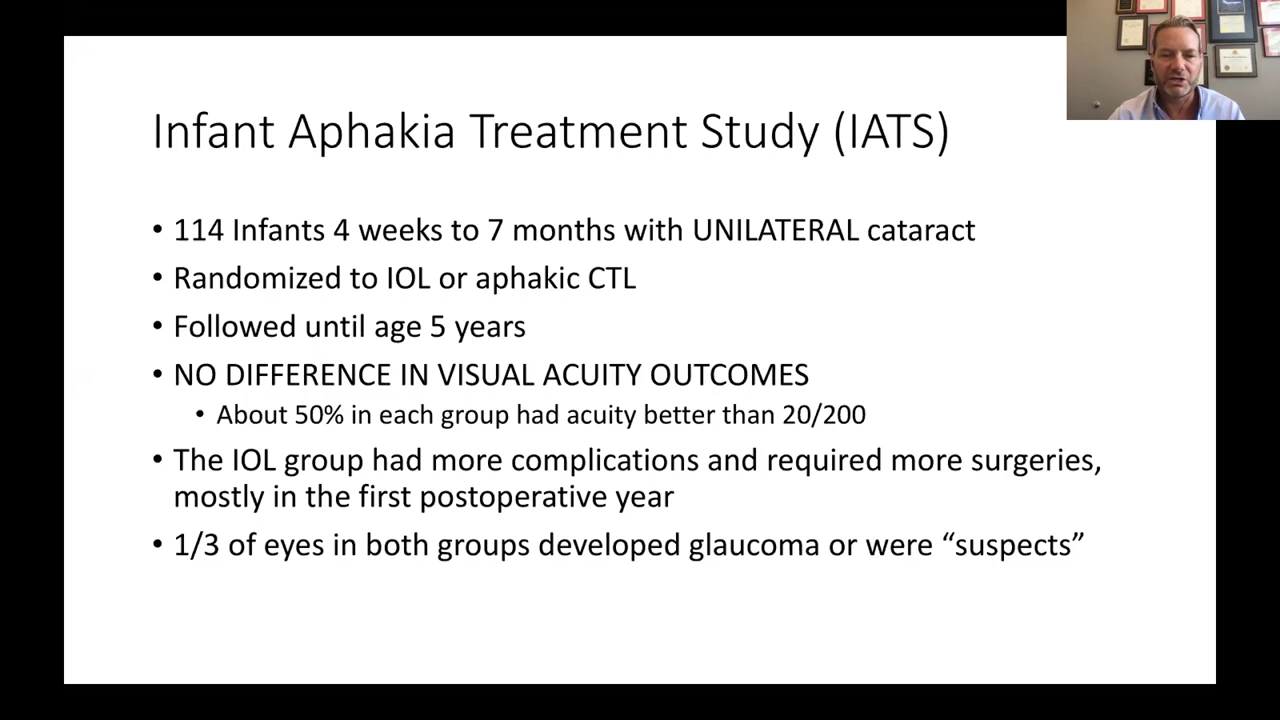 Infant Aphakia Treatment Study (IATS)
• 114 Infants 4 weeks to 7 months with UNILATERAL cataract
• Randomized to IOL or aphakic CTL
• Followed until age 5 years
• NO DIFFERENCE IN VISUAL ACUITY OUTCOMES
• About 50% in each group had acuity better than 20/200
• The IOL group had more complications and required more surgeries,
mostly in the first postoperative year
• 1/3 of eyes in both groups developed glaucoma or were “suspects”